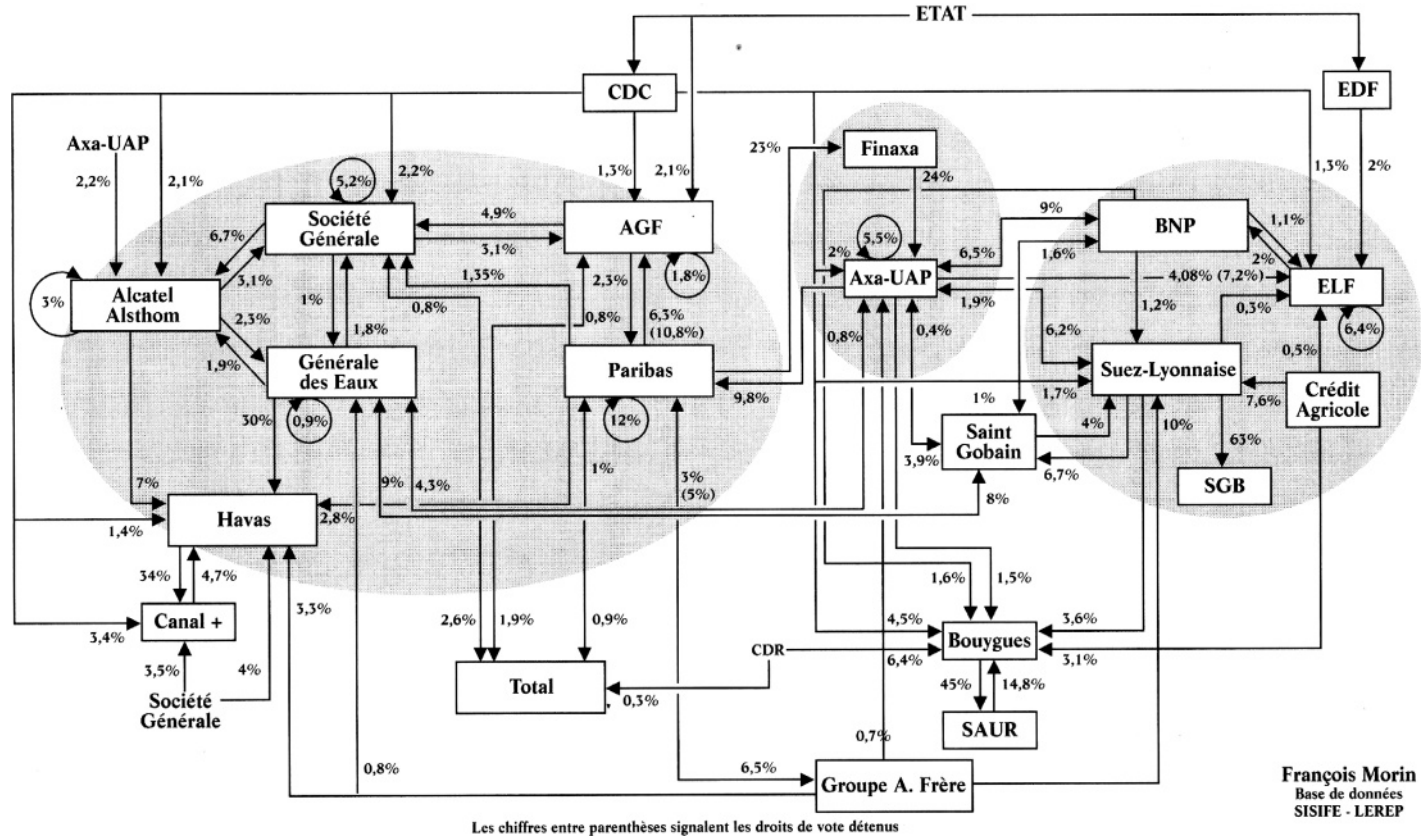 ETAT
CDC
EDF
Axa-UAP
Finaxa
23%
2,2%
2,1%
5,2%
2,2%
1,3%
2,1%
24%
1,3%
2%
Société
Générale
4,9%
AGF
9%
BNP
1,1%
6,7%
3,1%
5,5%
6,5%
1,6%
2%
3,1%
1,35%
2,3%
1,8%
2%
Axa-UAP
4,08% (7,2%)
ELF
3%
Alcatel
Alsthom
2,3%
1%
1,8%
0,8%
0,8%
6,3%
(10,8%)
1,9%
0,8%
0,4%
6,2%
1,2%
0,3%
6,4%
1,9%
Générale
des Eaux
Paribas
9,8%
Suez-Lyonnaise
0,5%
1,7%
7,6%
Crédit
Agricole
30%
0,9%
12%
1%
Saint
Gobain
4%
10%
63%
3,9%
6,7%
SGB
7%
9%
4,3%
1%
3%
(5%)
8%
Havas
2,8%
1,4%
34%
4,7%
3,3%
2,6%
1,9%
0,9%
1,6%
1,5%
Canal +
3,4%
4,5%
Bouygues
3,6%
CDR
6,4%
3,1%
3,5%
4%
Société
Générale
Total
0,3%
45%
14,8%
SAUR
0,7%
0,8%
6,5%
Groupe A. Frère
François Morin
Base de données
SISIFE - LEREP
Les chiffres entre parenthèses signalent les droits de vote détenus